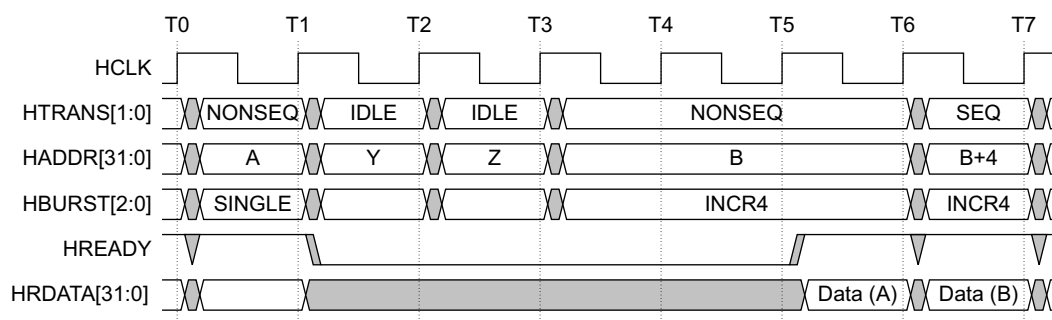 T0 T1 T2 T3 T4 T5 T6 T7
HCLK
HTRANS[1:0] NONSEQ IDLE IDLE NONSEQ SEQ
HADDR[31:0] A Y Z B B+4
HBURST[2:0] SINGLE INCR4 INCR4
HREADY
HRDATA[31:0] Data (A) Data (B)